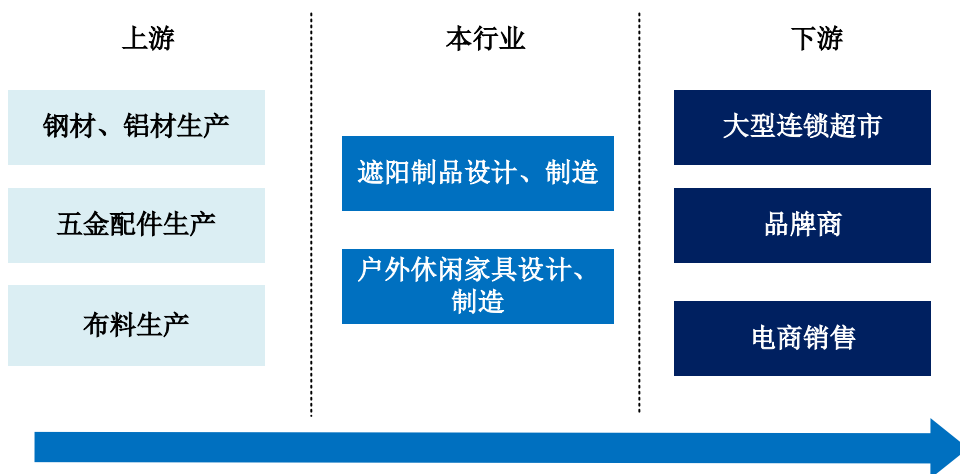 上游
本行业
下游
钢材、铝材生产
五金配件生产
布料生产
遮阳制品设计、制造
户外休闲家具设计、
制造
大型连锁超市
品牌商
电商销售